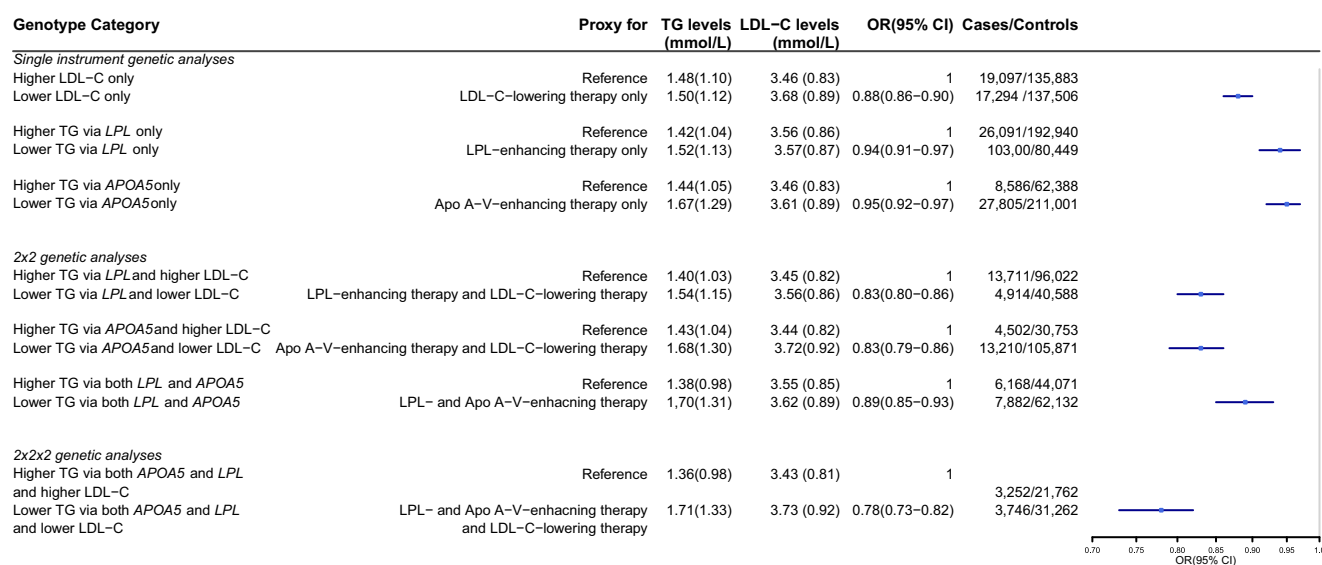 Genotype Category Proxy for TG levels LDL−C levels OR(95% CI) Cases/Controls
(mmol/L) (mmol/L)
Single instrument genetic analyses
Higher LDL−C only Reference 1.48(1.10) 3.46 (0.83) 1 19,097/135,883
Lower LDL−C only LDL−C−lowering therapy only 1.50(1.12) 3.68 (0.89) 0.88(0.86−0.90) 17,294 /137,506
Higher TG via LPL only Reference 1.42(1.04) 3.56 (0.86) 1 26,091/192,940
Lower TG via LPL only LPL−enhancing therapy only 1.52(1.13) 3.57(0.87) 0.94(0.91−0.97) 103,00/80,449
Higher TG via APOA5only Reference 1.44(1.05) 3.46 (0.83) 1 8,586/62,388
Lower TG via APOA5only Apo A−V−enhancing therapy only 1.67(1.29) 3.61 (0.89) 0.95(0.92−0.97) 27,805/211,001
2x2 genetic analyses
Higher TG via LPLand higher LDL−C Reference 1.40(1.03) 3.45 (0.82) 1 13,711/96,022
Lower TG via LPLand lower LDL−C LPL−enhancing therapy and LDL−C−lowering therapy 1.54(1.15) 3.56(0.86) 0.83(0.80−0.86) 4,914/40,588
Higher TG via APOA5and higher LDL−C Reference 1.43(1.04) 3.44 (0.82) 1 4,502/30,753
Lower TG via APOA5and lower LDL−C Apo A−V−enhancing therapy and LDL−C−lowering therapy 1.68(1.30) 3.72(0.92) 0.83(0.79−0.86) 13,210/105,871
Higher TG via both LPL and APOA5 Reference 1.38(0.98) 3.55 (0.85) 1 6,168/44,071
Lower TG via both LPL and APOA5 LPL− and Apo A−V−enhacning therapy 1,70(1.31) 3.62 (0.89) 0.89(0.85−0.93) 7,882/62,132
2x2x2 genetic analyses
Higher TG via both APOA5 and LPL Reference 1.36(0.98) 3.43 (0.81) 1
and higher LDL−C 3,252/21,762
Lower TG via both APOA5 and LPL LPL− and Apo A−V−enhacning therapy 1.71(1.33) 3.73 (0.92) 0.78(0.73−0.82) 3,746/31,262
and lower LDL−C and LDL−C−lowering therapy
0.70 0.75 0.80 0.85 0.90 0.95
OR(95% CI)